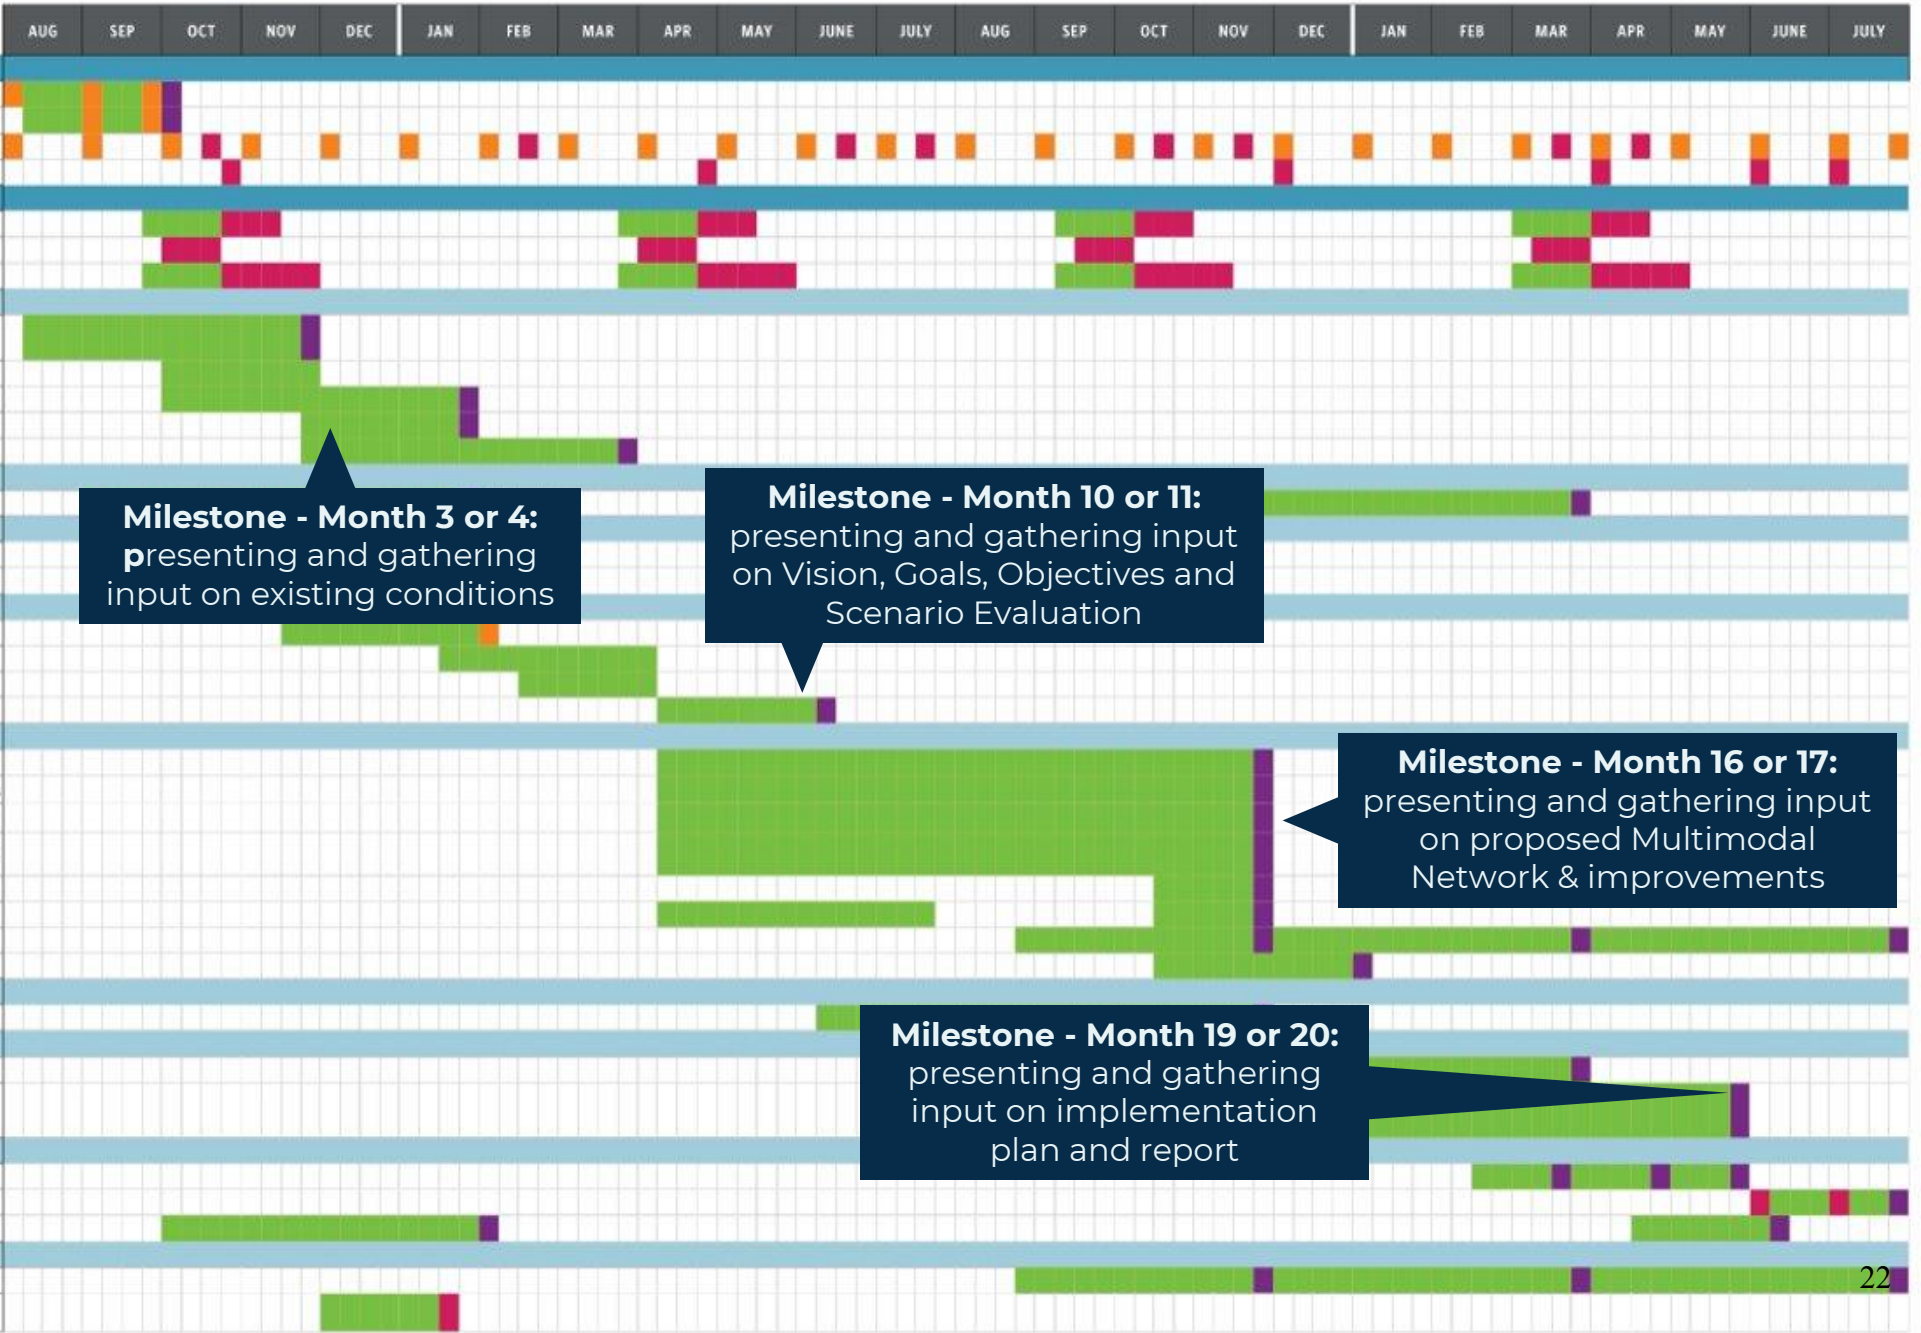 AUG SEP OCT NOV DEC JAN FEB MAR APR MAY JUNE JULY AUG SEP OCT NOV DEC JAN FEB MAR APR MAY JUNE JULY
Milestone - Month 3 or 4:
presenting and gathering
input on existing conditions
Milestone - Month 10 or 11:
presenting and gathering input
on Vision, Goals, Objectives and
Scenario Evaluation
Milestone - Month 16 or 17:
presenting and gathering input
on proposed Multimodal
Network & improvements
Milestone - Month 19 or 20:
presenting and gathering
input on implementation
plan and report
22